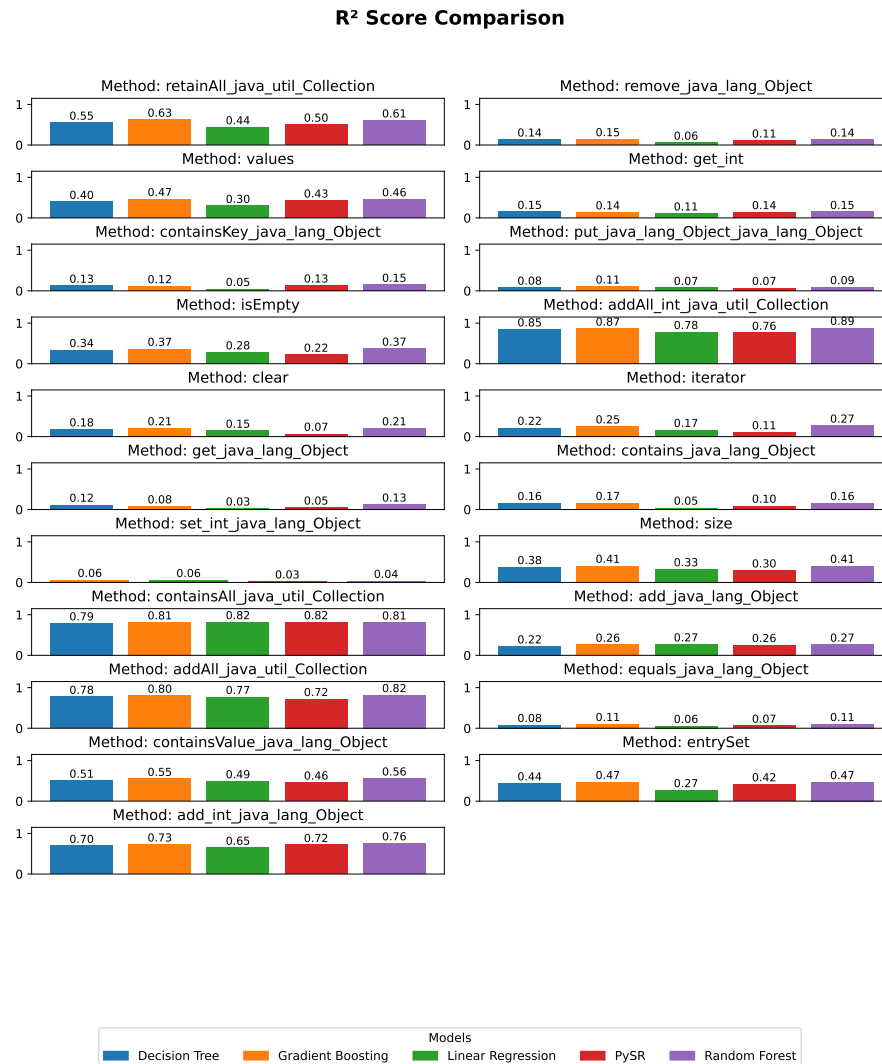 R² Score Comparison
Method: retainAll_java_util_Collection
1
0
0.55 0.63 0.44 0.50 0.61
Method: remove_java_lang_Object
1
0
0.14 0.15 0.06 0.11 0.14
Method: values
1
0
0.40 0.47 0.30 0.43 0.46
Method: get_int
1
0
0.15 0.14 0.11 0.14 0.15
Method: containsKey_java_lang_Object
1
0
0.13 0.12 0.05 0.13 0.15
Method: put_java_lang_Object_java_lang_Object
1
0
0.08 0.11 0.07 0.07 0.09
Method: isEmpty
1
0
0.34 0.37 0.28 0.22 0.37
Method: addAll_int_java_util_Collection
1
0
0.85 0.87 0.78 0.76 0.89
Method: clear
1
0
0.18 0.21 0.15 0.07 0.21
Method: iterator
1
0
0.22 0.25 0.17 0.11 0.27
Method: get_java_lang_Object
1
0
0.12 0.08 0.03 0.05 0.13
Method: contains_java_lang_Object
1
0
0.16 0.17 0.05 0.10 0.16
Method: set_int_java_lang_Object
1
0
0.06 0.06 0.03 0.04
Method: size
1
0
0.38 0.41 0.33 0.30 0.41
Method: containsAll_java_util_Collection
1
0
0.79 0.81 0.82 0.82 0.81
Method: add_java_lang_Object
1
0
0.22 0.26 0.27 0.26 0.27
Method: addAll_java_util_Collection
1
0
0.78 0.80 0.77 0.72 0.82
Method: equals_java_lang_Object
1
0
0.08 0.11 0.06 0.07 0.11
Method: containsValue_java_lang_Object
1
0
0.51 0.55 0.49 0.46 0.56
Method: entrySet
1
0
0.44 0.47 0.27 0.42 0.47
Method: add_int_java_lang_Object
1
0
0.70 0.73 0.65 0.72 0.76
Models
Decision Tree Gradient Boosting Linear Regression PySR Random Forest